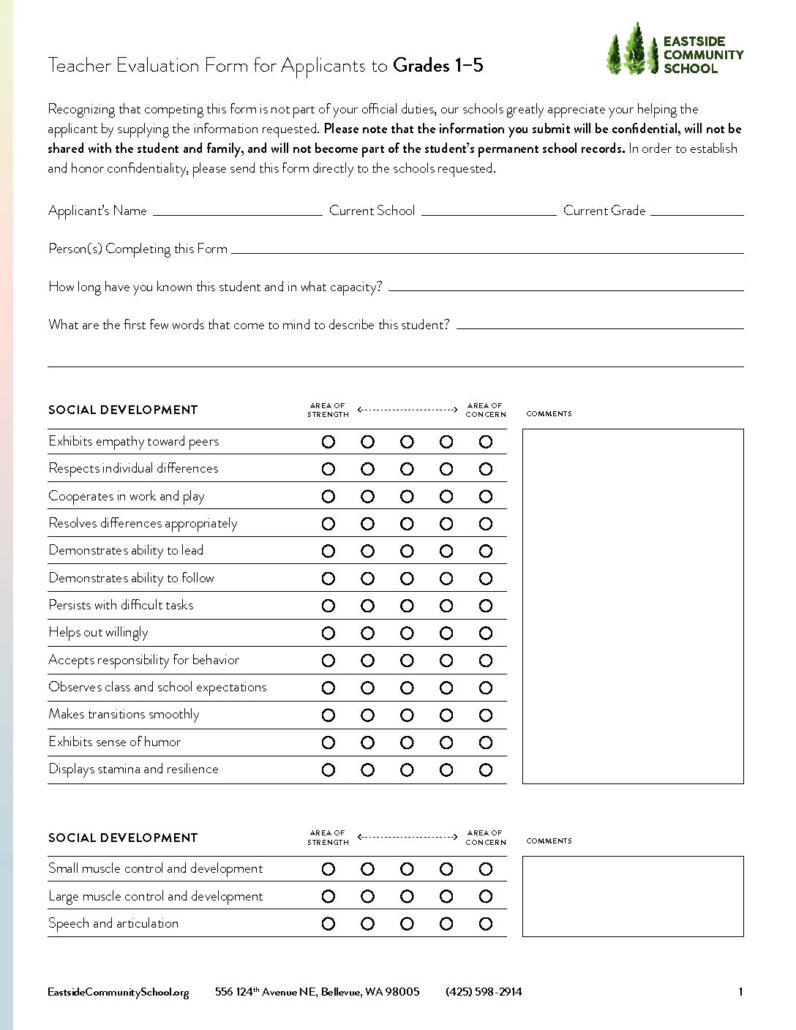 Teacher Evaluation Form for Applicants to Grades 1–5
EASTSIDE
COMMUNITY
SCHOOL
Recognizing that competing this form is not part of your official duties, our schools greatly appreciate your helping the
applicant by supplying the information requested. Please note that the information you submit will be confidential, will not be
shared with the student and family, and will not become part of the student's permanent school records. In order to establish
and honor confidentiality, please send this form directly to the schools requested.
Applicant's Name Current School Current Grade
Person(s) Completing this Form
How long have you known this student and in what capacity?
What are the first few words that come to mind to describe this student?
SOCIAL DEVELOPMENT
AREA OF
STRENGTH
AREA OF
CONCERN
COMMENTS
Exhibits empathy toward peers
Respects individual differences
Cooperates in work and play
Resolves differences appropriately
Demonstrates ability to lead
Demonstrates ability to follow
Persists with difficult tasks
Helps out willingly
Accepts responsibility for behavior
Observes class and school expectations
Makes transitions smoothly
Exhibits sense of humor
Displays stamina and resilience
SOCIAL DEVELOPMENT
AREA OF
STRENGTH
AREA OF
CONCERN
COMMENTS
Small muscle control and development
Large muscle control and development
Speech and articulation
EastsideCommunitySchool.org 556 124th Avenue NE, Bellevue, WA 98005 (425) 598-2914 1